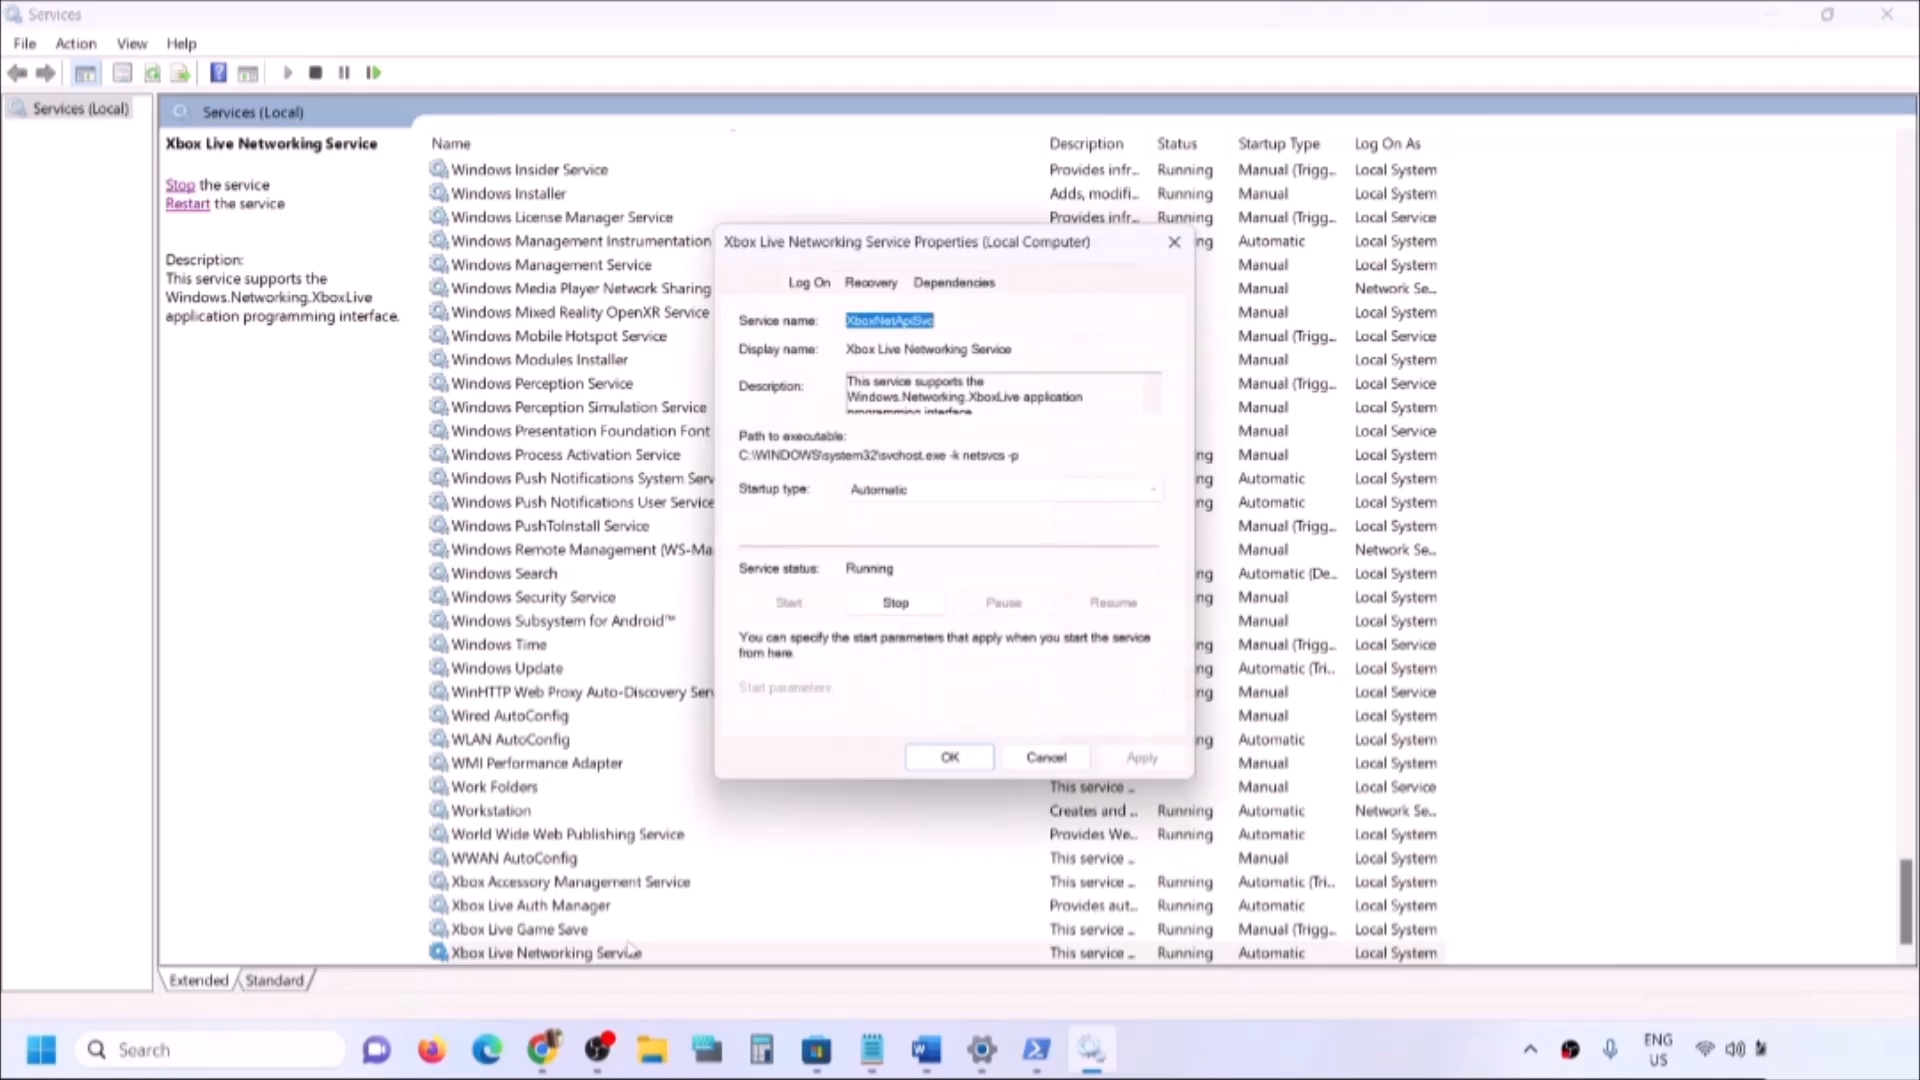 Services
File Action View Help
Services (Local)
Services (Local)
Xbox Live Networking Service
Stop the service
Restart the service
Description:
This service supports the
Windows.Networking.XboxLive
application programming interface.
Name Description Status Startup Type Log On As
Windows Insider Service Provides infr... Running Manual (Trigg... Local System
Windows Installer Adds, modifi... Running Manual Local System
Windows License Manager Service Provides infr... Running Manual (Trigg... Local Service
Windows Management Instrumentation ng Automatic Local System
Windows Management Service Manual Local System
Windows Media Player Network Sharing Manual Network Se...
Windows Mixed Reality OpenXR Service Manual Local System
Windows Mobile Hotspot Service Manual (Trigg... Local Service
Windows Modules Installer Manual Local System
Windows Perception Service Manual (Trigg... Local Service
Windows Perception Simulation Service Manual Local System
Windows Presentation Foundation Font Manual Local Service
Windows Process Activation Service ng Manual Local System
Windows Push Notifications System Serv ng Automatic Local System
Windows Push Notifications User Service ng Automatic Local System
Windows PushToInstall Service Manual (Trigg... Local System
Windows Remote Management (WS-Ma Manual Network Se...
Windows Search ng Automatic (De... Local System
Windows Security Service ng Manual Local System
Windows Subsystem for Android™ Manual Local System
Windows Time ng Manual (Trigg... Local Service
Windows Update ng Automatic (Tri... Local System
WinHTTP Web Proxy Auto-Discovery Serv ng Manual Local Service
Wired AutoConfig Manual Local System
WLAN AutoConfig ng Automatic Local System
WMI Performance Adapter Manual Local System
Work Folders This service ... Manual Local Service
Workstation Creates and ... Running Automatic Network Se...
World Wide Web Publishing Service Provides We... Running Automatic Local System
WWAN AutoConfig This service ... Manual Local System
Xbox Accessory Management Service This service ... Running Automatic (Tri... Local System
Xbox Live Auth Manager Provides aut... Running Automatic Local System
Xbox Live Game Save This service ... Running Manual (Trigg... Local System
Xbox Live Networking Service This service ... Running Automatic Local System
Extended Standard
Xbox Live Networking Service Properties (Local Computer)
Log On Recovery Dependencies
Service name: XboxNetApiSvc
Display name: Xbox Live Networking Service
Description: This service supports the
Windows.Networking.XboxLive application
programming interface.
Path to executable:
C:\WINDOWS\system32\svchost.exe -k netsvcs -p
Startup type: Automatic
Service status: Running
Start Stop Pause Resume
You can specify the start parameters that apply when you start the service
from here.
Start parameters
OK Cancel Apply
Search
ENG
US